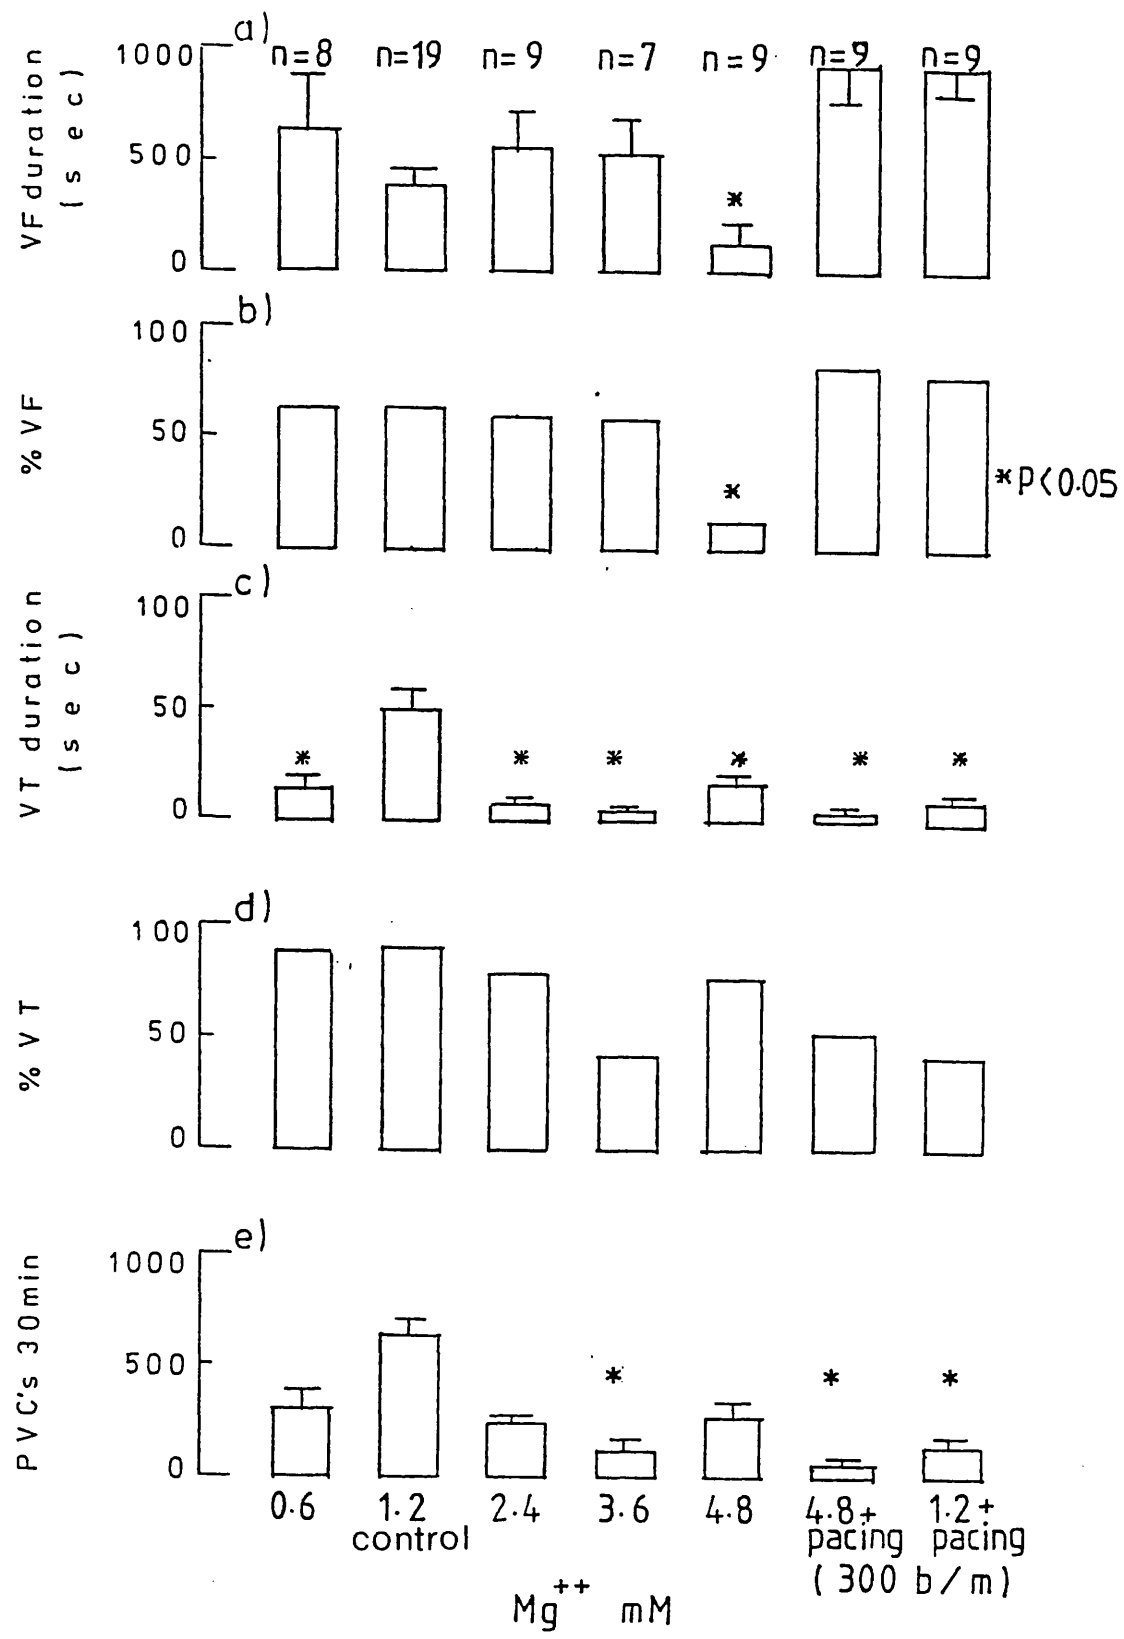 a)
n=8 n=19 n=9 n=7 n=9 n=9 n=9
VF duration
(sec)
1000
500
0
*
b)
% VF
100
50
0
*
*p<0.05
c)
VT duration
(sec)
100
50
0
* * * * * *
d)
% VT
100
50
0
e)
PVC's 30min
1000
500
0
* * *
0.6 1.2 2.4 3.6 4.8 4.8+ 1.2+
control pacing pacing
(300 b/m)
Mg++ mM